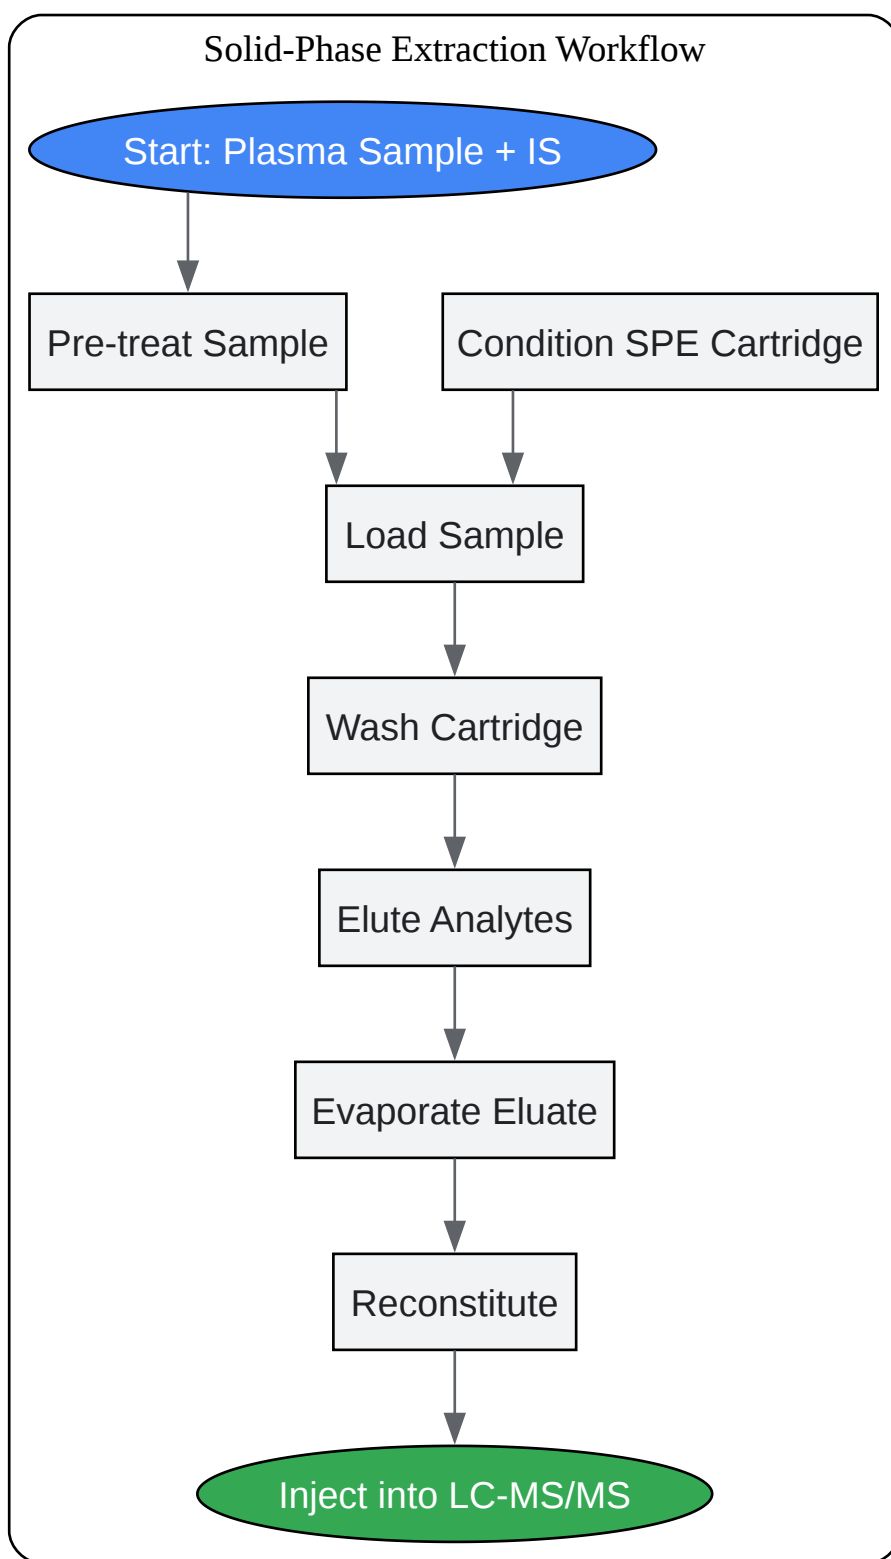 Solid-Phase Extraction Workflow
Start: Plasma Sample + IS
Pre-treat Sample
Condition SPE Cartridge
Load Sample
Wash Cartridge
Elute Analytes
Evaporate Eluate
Reconstitute
Inject into LC-MS/MS